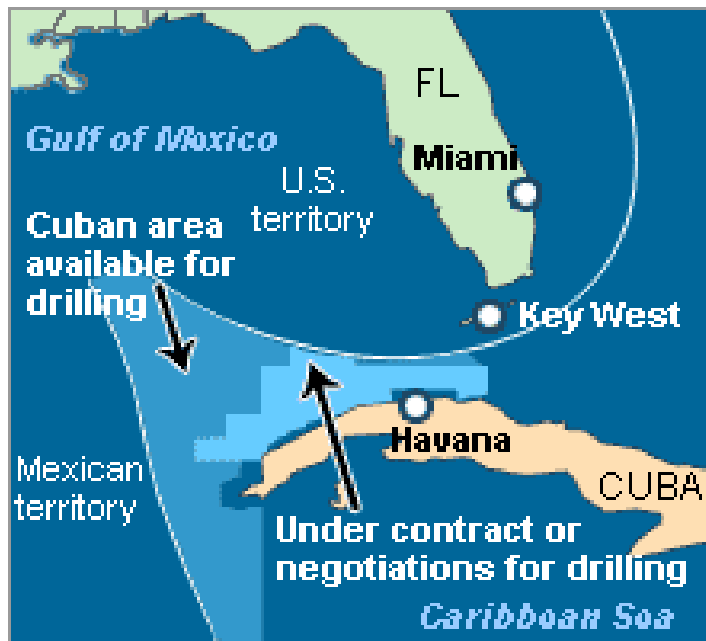 FL
Gulf of Mexico
Miami
U.S.
territory
Cuban area
available for
drilling
Key West
Havana
Mexican
territory
CUBA
Under contract or
negotiations for drilling
Caribbean Sea